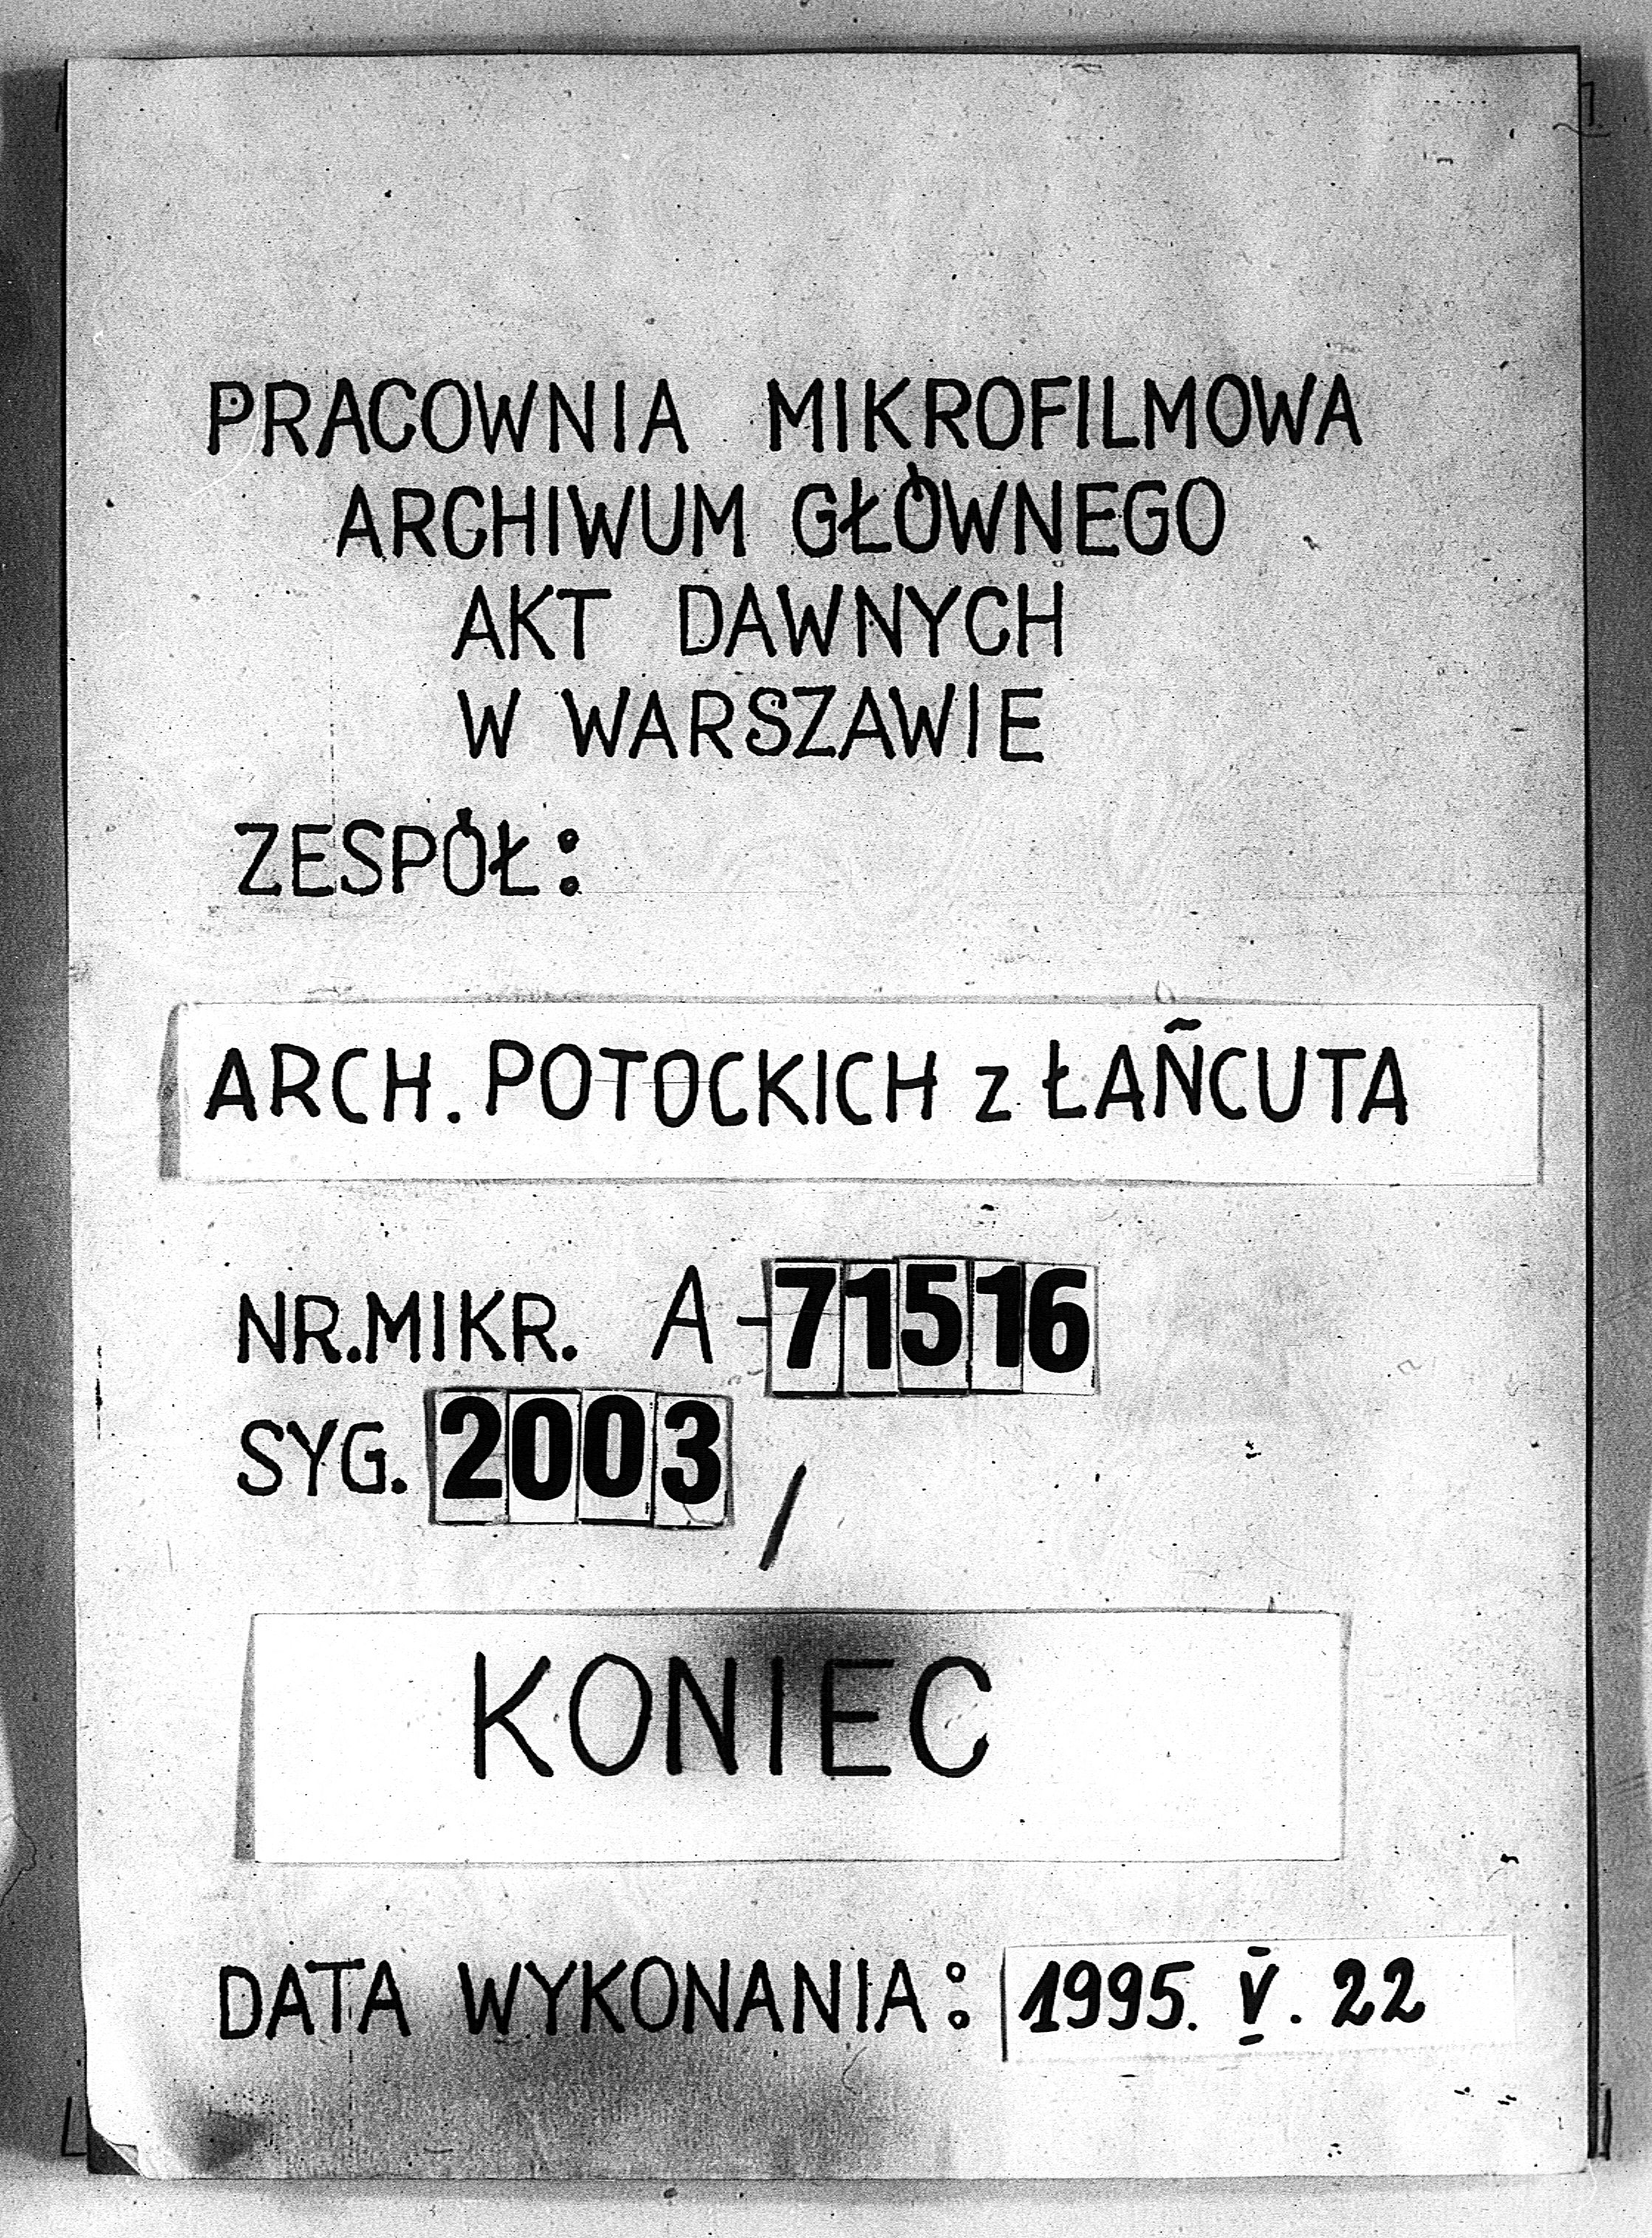 PRACOWNIA MIKROFILMOWA
ARCHIWUM GŁÓWNEGO
AKT DAWNYCH
W WARSZAWIE
ZESPÓŁ:
ARCH. POTOCKICH z ŁAÑCUTA
NR.MIKR. A-71516
SYG. 2003 /
KONIEC
DATA WYKONANIA: 1995. V. 22